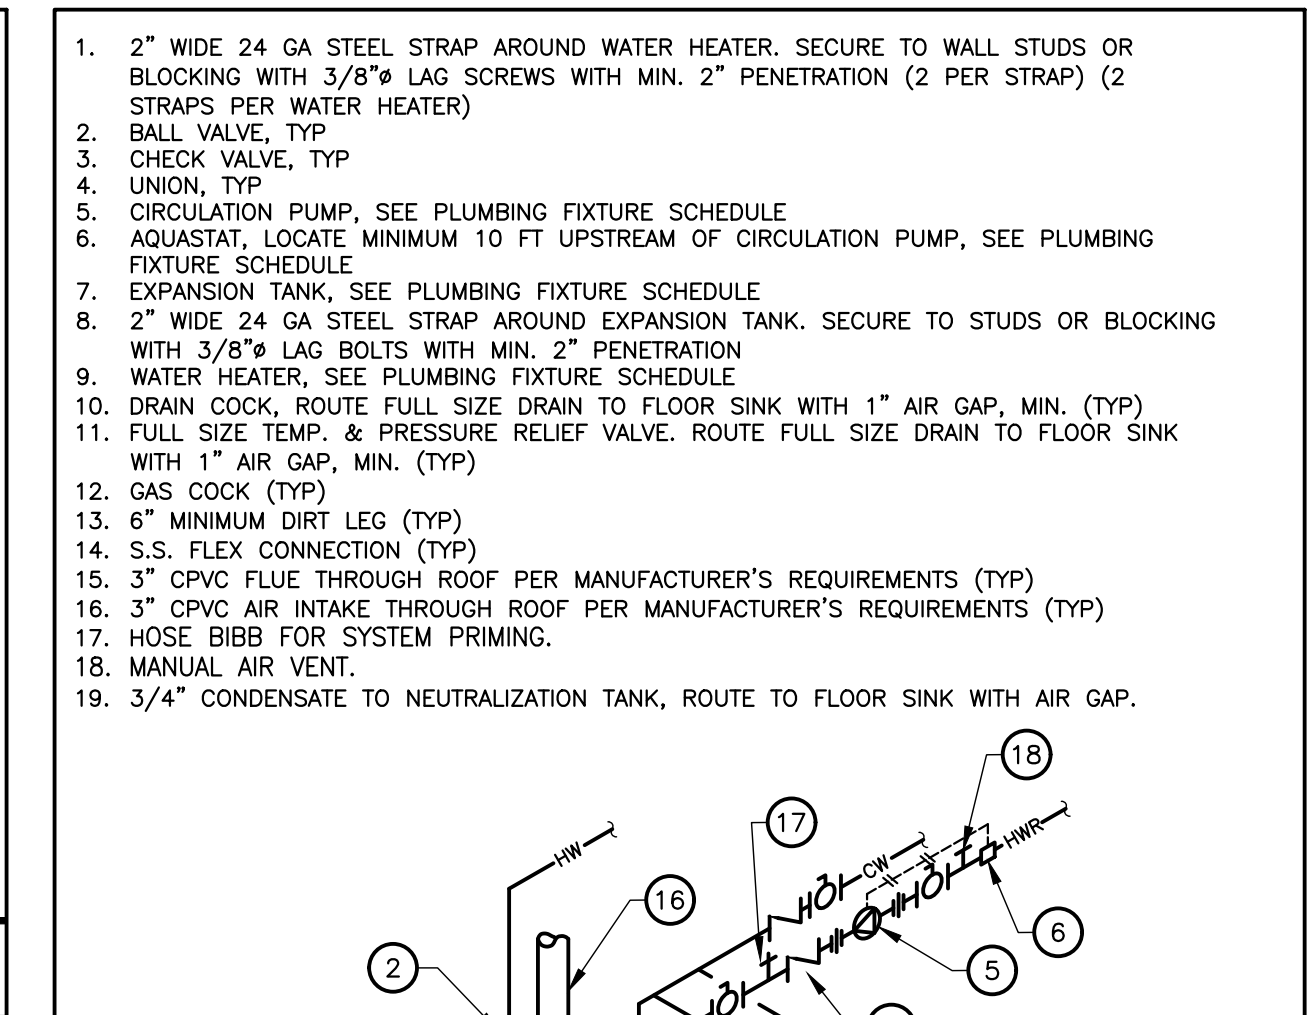 1. 2" WIDE 24 GA STEEL STRAP AROUND WATER HEATER. SECURE TO WALL STUDS OR
BLOCKING WITH 3/8"ø LAG SCREWS WITH MIN. 2" PENETRATION (2 PER STRAP) (2
STRAPS PER WATER HEATER)
2. BALL VALVE, TYP
3. CHECK VALVE, TYP
4. UNION, TYP
5. CIRCULATION PUMP, SEE PLUMBING FIXTURE SCHEDULE
6. AQUASTAT, LOCATE MINIMUM 10 FT UPSTREAM OF CIRCULATION PUMP, SEE PLUMBING
FIXTURE SCHEDULE
7. EXPANSION TANK, SEE PLUMBING FIXTURE SCHEDULE
8. 2" WIDE 24 GA STEEL STRAP AROUND EXPANSION TANK. SECURE TO STUDS OR BLOCKING
WITH 3/8"ø LAG BOLTS WITH MIN. 2" PENETRATION
9. WATER HEATER, SEE PLUMBING FIXTURE SCHEDULE
10. DRAIN COCK, ROUTE FULL SIZE DRAIN TO FLOOR SINK WITH 1" AIR GAP, MIN. (TYP)
11. FULL SIZE TEMP. & PRESSURE RELIEF VALVE. ROUTE FULL SIZE DRAIN TO FLOOR SINK
WITH 1" AIR GAP, MIN. (TYP)
12. GAS COCK (TYP)
13. 6" MINIMUM DIRT LEG (TYP)
14. S.S. FLEX CONNECTION (TYP)
15. 3" CPVC FLUE THROUGH ROOF PER MANUFACTURER'S REQUIREMENTS (TYP)
16. 3" CPVC AIR INTAKE THROUGH ROOF PER MANUFACTURER'S REQUIREMENTS (TYP)
17. HOSE BIBB FOR SYSTEM PRIMING.
18. MANUAL AIR VENT.
19. 3/4" CONDENSATE TO NEUTRALIZATION TANK, ROUTE TO FLOOR SINK WITH AIR GAP.
18
17
HWR
HW
CW
16
6
2
5